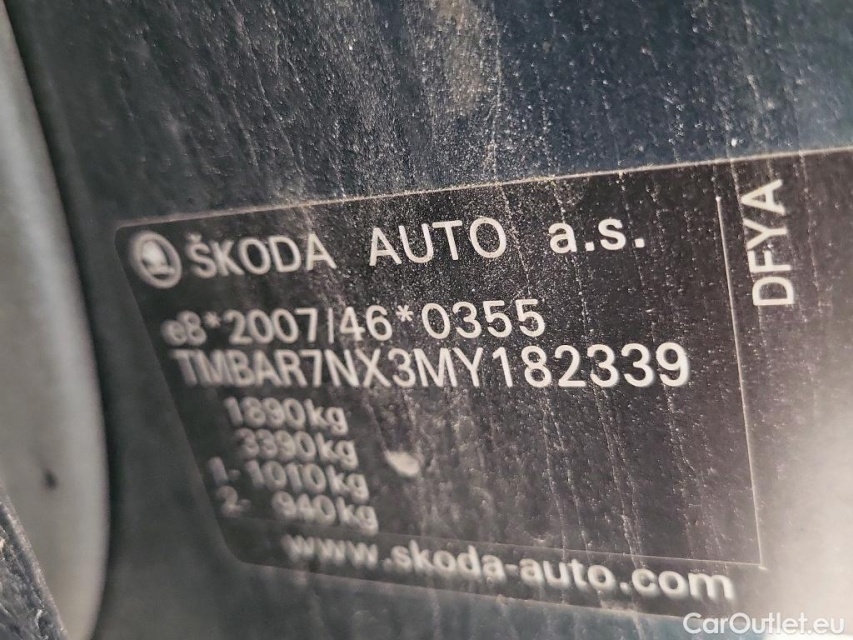 ŠKODA AUTO a.s.
e8*2007/46*0355
TMBAR7NX3MY182339
1890kg
3390kg
1- 1010kg
2- 940kg
www.skoda-auto.com
DFYA
CarOutlet.eu